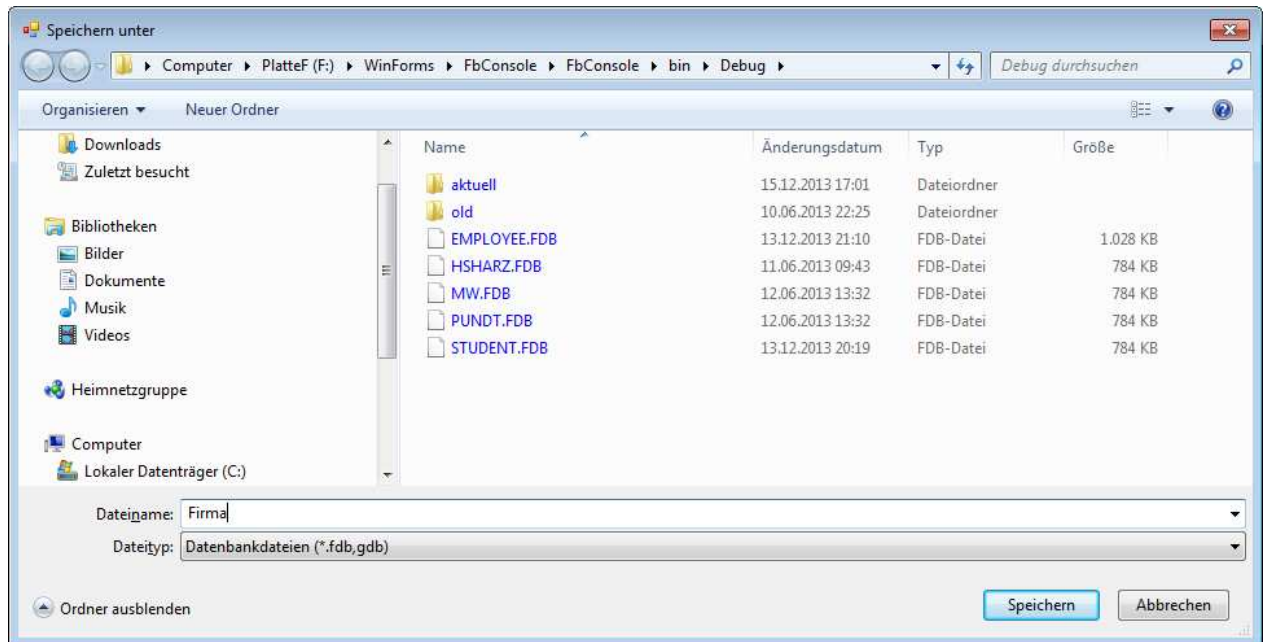 Speichern unter
Computer ▸ PlatteF (F:) ▸ WinForms ▸ FbConsole ▸ FbConsole ▸ bin ▸ Debug ▸ Debug durchsuchen
Organisieren Neuer Ordner
Downloads
Zuletzt besucht
Bibliotheken
Bilder
Dokumente
Musik
Videos
Heimnetzgruppe
Computer
Lokaler Datenträger (C:)
Name Änderungsdatum Typ Größe
aktuell 15.12.2013 17:01 Dateiordner
old 10.06.2013 22:25 Dateiordner
EMPLOYEE.FDB 13.12.2013 21:10 FDB-Datei 1.028 KB
HSHARZ.FDB 11.06.2013 09:43 FDB-Datei 784 KB
MW.FDB 12.06.2013 13:32 FDB-Datei 784 KB
PUNDT.FDB 12.06.2013 13:32 FDB-Datei 784 KB
STUDENT.FDB 13.12.2013 20:19 FDB-Datei 784 KB
Dateiname: Firma
Dateityp: Datenbankdateien (*.fdb,gdb)
Ordner ausblenden Speichern Abbrechen